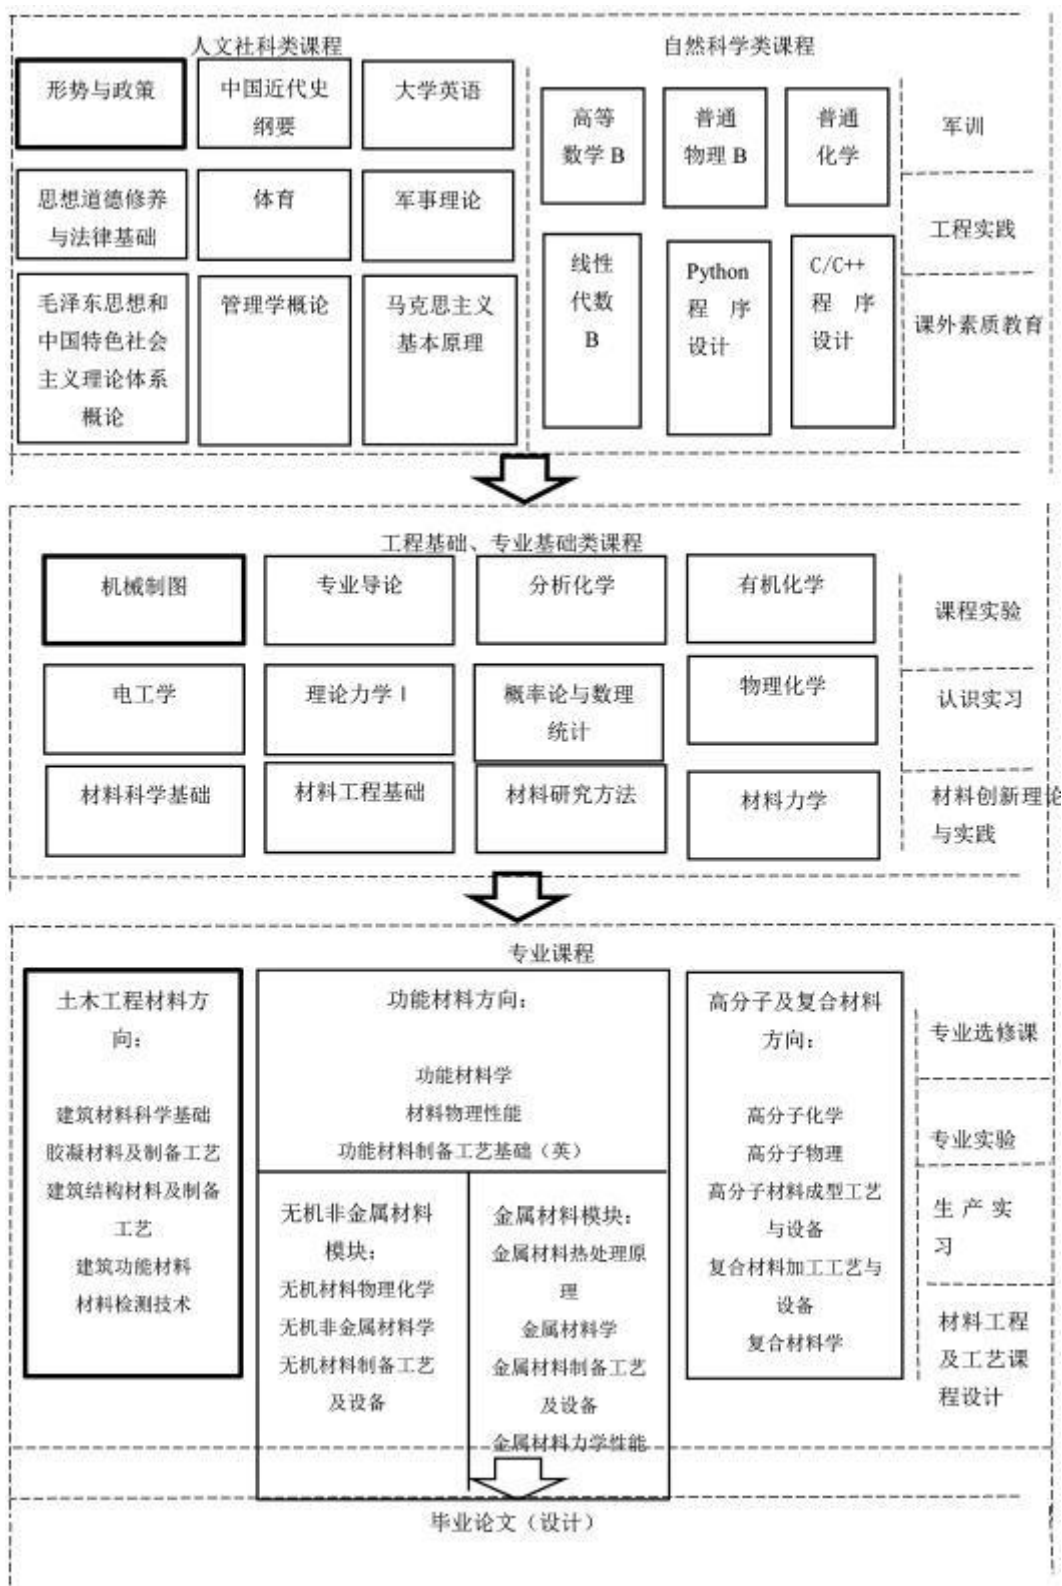 人文社科类课程
自然科学类课程
形势与政策
中国近代史
纲要
大学英语
高等
数学 B
普通
物理 B
普通
化学
军训
思想道德修养
与法律基础
体育
军事理论
工程实践
毛泽东思想和
中国特色社会
主义理论体系
概论
管理学概论
马克思主义
基本原理
线性
代数
B
Python
程 序
设计
C/C++
程 序
设计
课外素质教育
工程基础、专业基础类课程
机械制图
专业导论
分析化学
有机化学
课程实验
电工学
理论力学 I
概率论与数理
统计
物理化学
认识实习
材料科学基础
材料工程基础
材料研究方法
材料力学
材料创新理论
与实践
专业课程
土木工程材料方
向：
建筑材料科学基础
胶凝材料及制备工艺
建筑结构材料及制备
工艺
建筑功能材料
材料检测技术
功能材料方向：
功能材料学
材料物理性能
功能材料制备工艺基础（英）
无机非金属材料
模块：
无机材料物理化学
无机非金属材料学
无机材料制备工艺
及设备
金属材料模块：
金属材料热处理原
理
金属材料学
金属材料制备工艺
及设备
金属材料力学性能
高分子及复合材料
方向：
高分子化学
高分子物理
高分子材料成型工艺
与设备
复合材料加工工艺与
设备
复合材料学
专业选修课
专业实验
生 产 实
习
材料工程
及工艺课
程设计
毕业论文（设计）